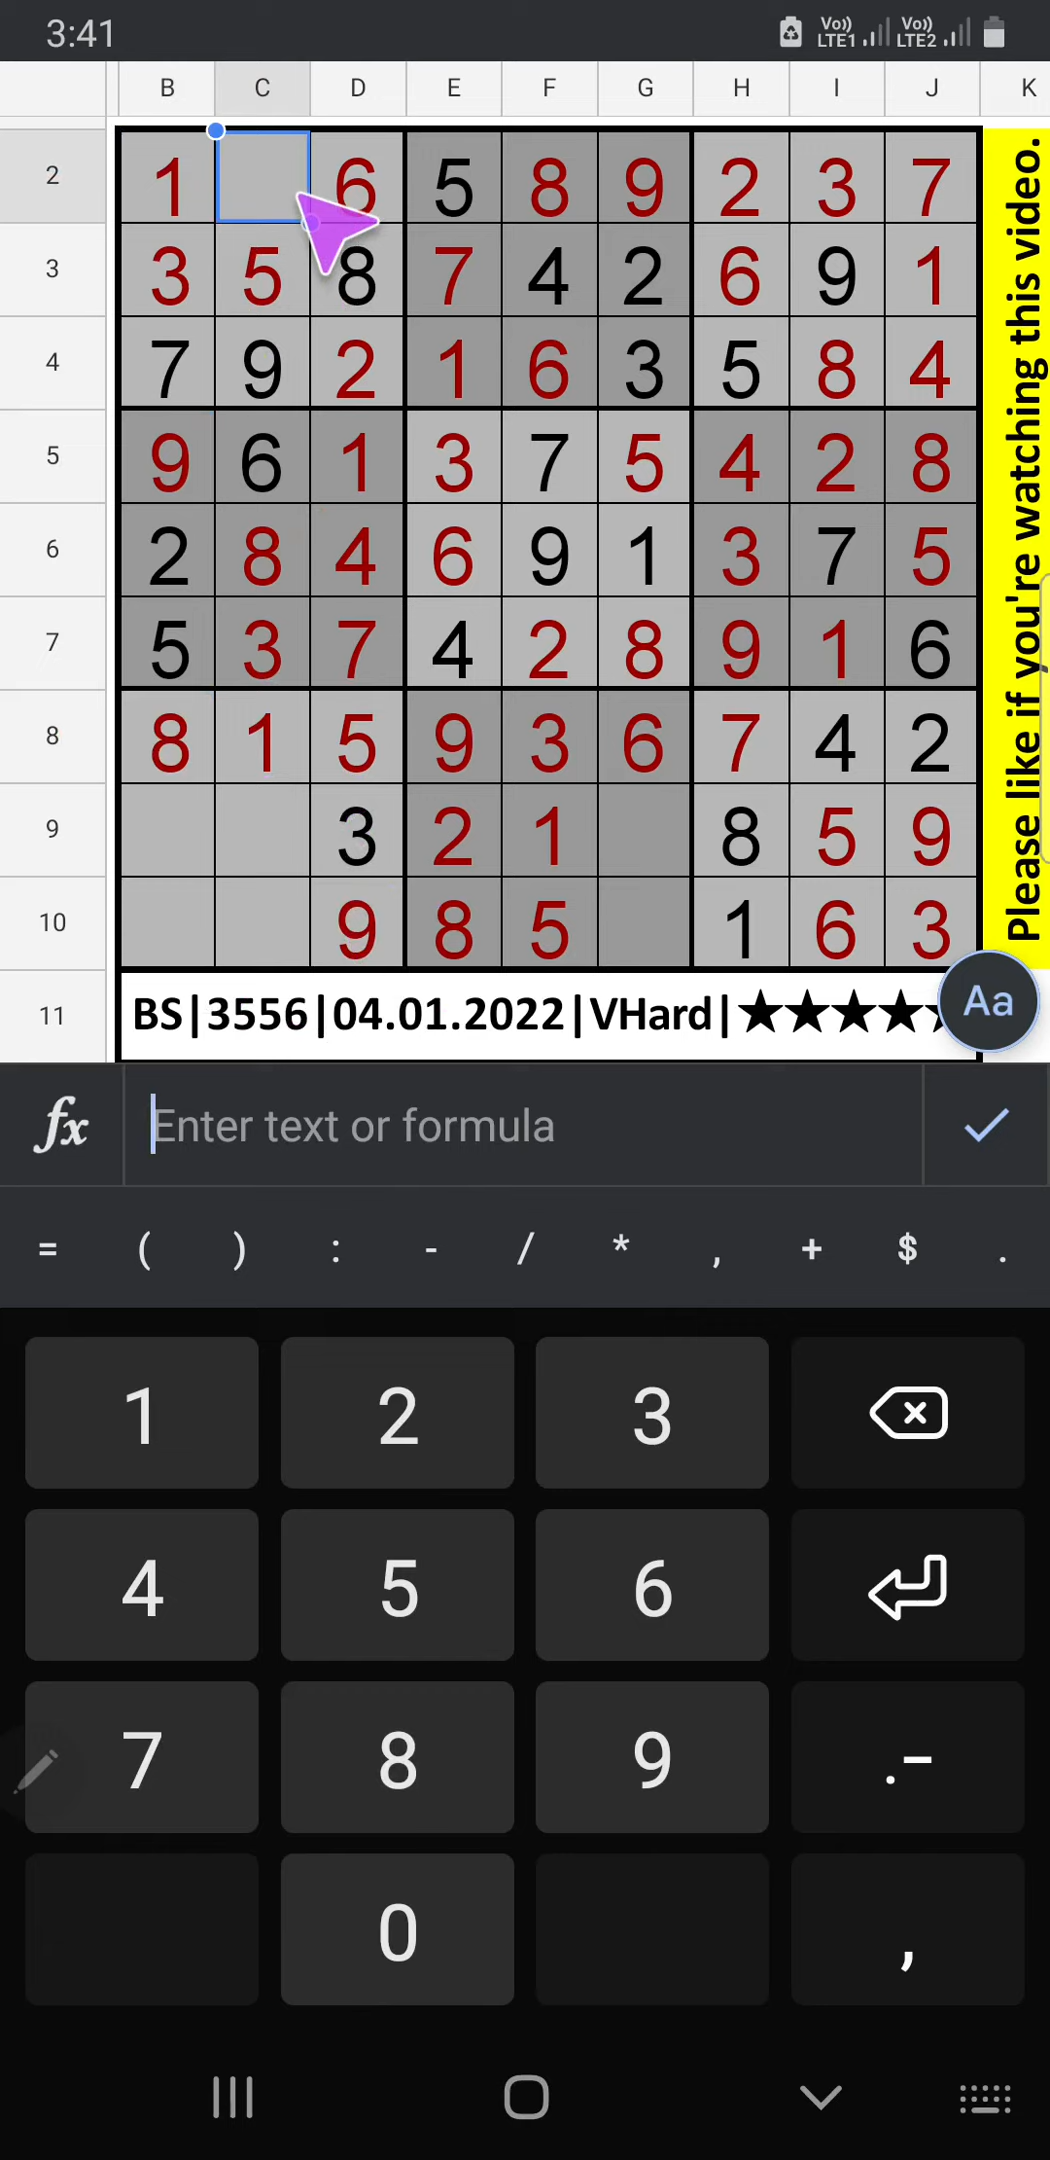 3:41
Vo)) LTE1 Vo)) LTE2
B C D E F G H I J K
2 1 6 5 8 9 2 3 7
3 3 5 8 7 4 2 6 9 1
4 7 9 2 1 6 3 5 8 4
5 9 6 1 3 7 5 4 2 8
6 2 8 4 6 9 1 3 7 5
7 5 3 7 4 2 8 9 1 6
8 8 1 5 9 3 6 7 4 2
9 3 2 1 8 5 9
10 9 8 5 1 6 3
Please like if you're watching this video.
11 BS|3556|04.01.2022|VHard|★★★★★
Aa
fx Enter text or formula
= ( ) : - / * , + $ .
1 2 3
4 5 6
7 8 9 .-
0 ,